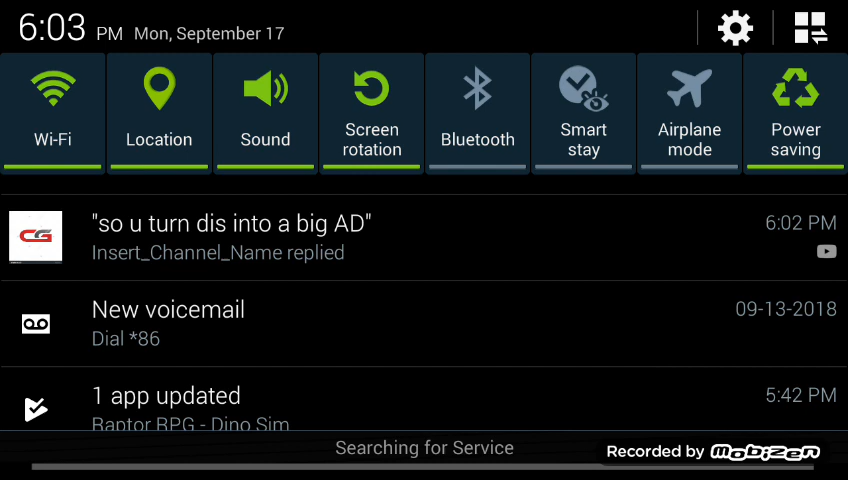 6:03 PM Mon, September 17
Wi-Fi
Location
Sound
Screen
rotation
Bluetooth
Smart
stay
Airplane
mode
Power
saving
CG
"so u turn dis into a big AD"
6:02 PM
Insert_Channel_Name replied
New voicemail
09-13-2018
Dial *86
1 app updated
5:42 PM
Raptor RPG - Dino Sim
Searching for Service
Recorded by mobizen